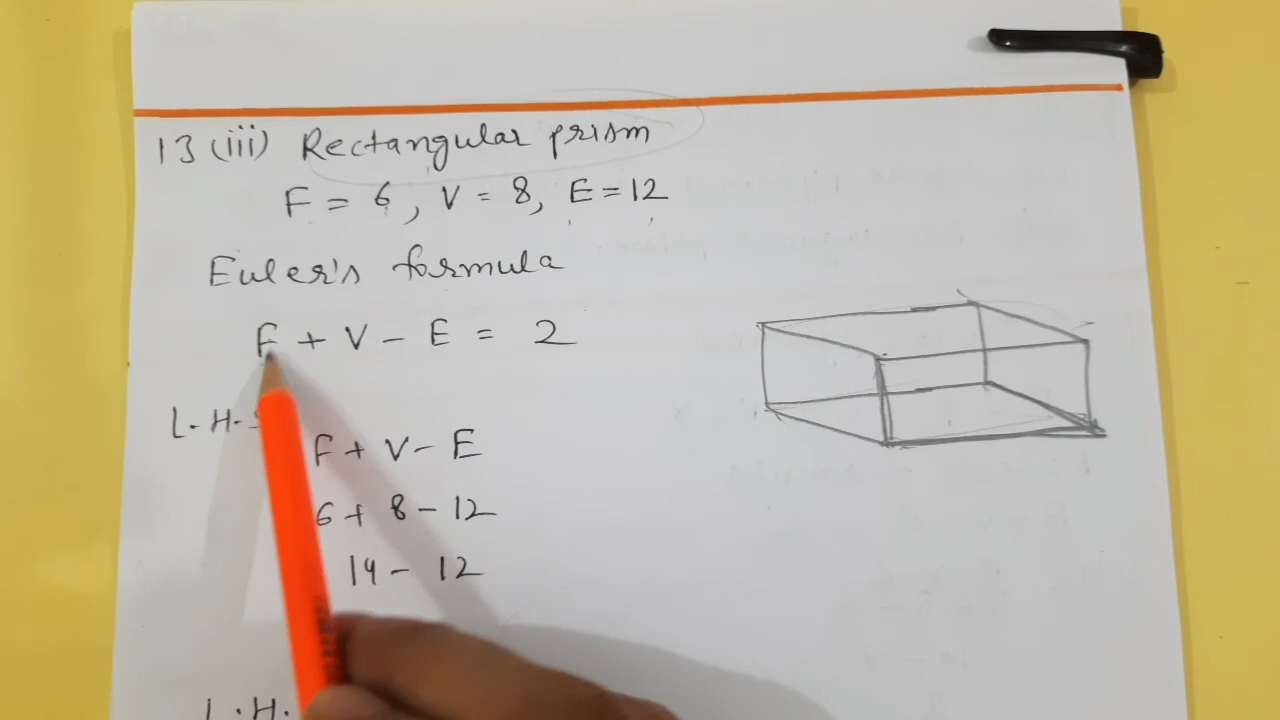 13 (iii) Rectangular prism
F = 6, V = 8, E = 12
Euler's formula
F + V - E = 2
L.H.S
F + V - E
6 + 8 - 12
14 - 12
L.H.